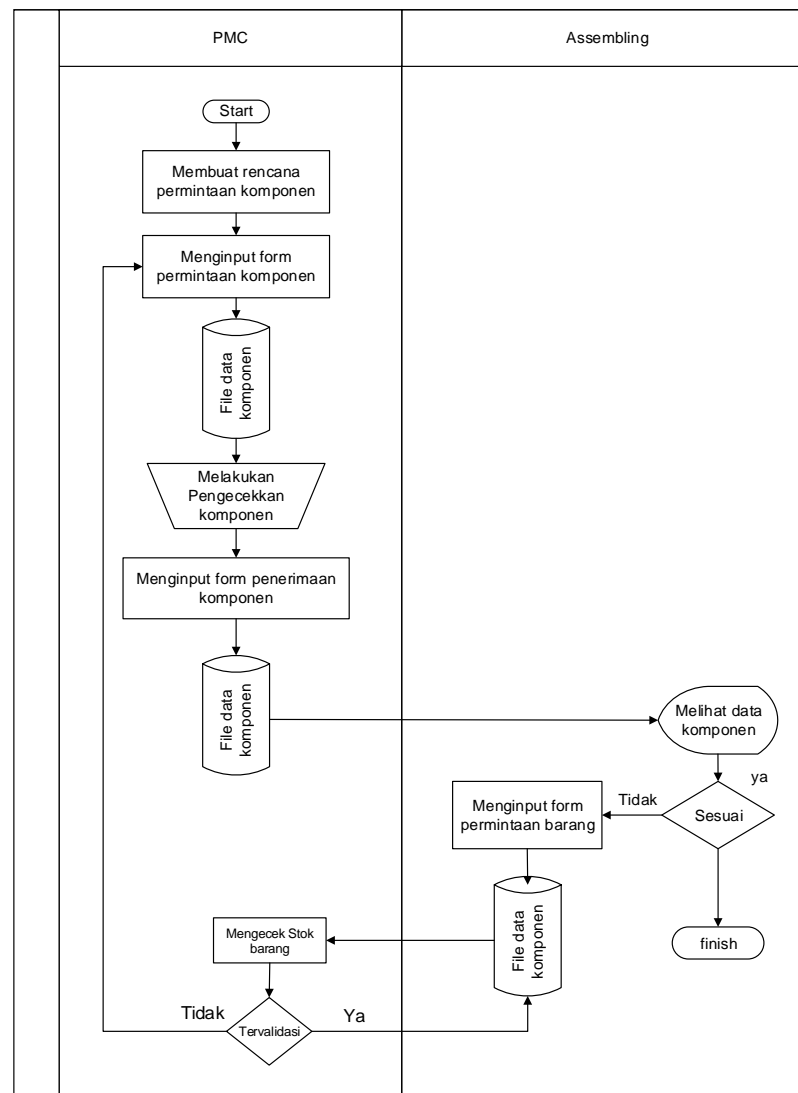 PMC
Assembling
Start
Membuat rencana
permintaan komponen
Menginput form
permintaan komponen
File data
komponen
Melakukan
Pengecekkan
komponen
Menginput form penerimaan
komponen
File data
komponen
Melihat data
komponen
ya
Tidak
Sesuai
Menginput form
permintaan barang
File data
komponen
finish
Mengecek Stok
barang
Tidak
Tervalidasi
Ya